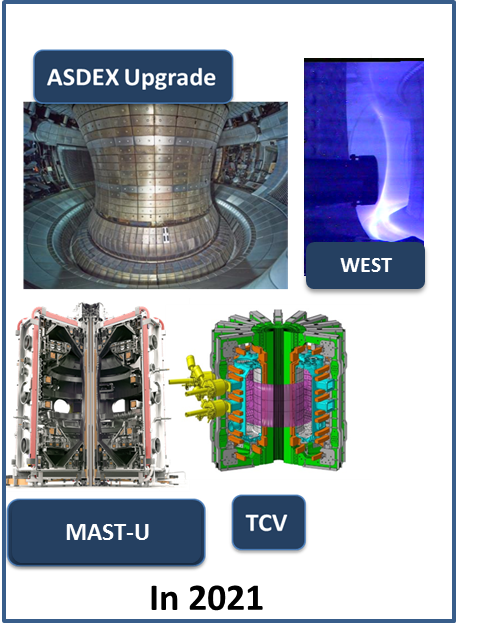 ASDEX Upgrade
WEST
MAST-U
TCV
In 2021